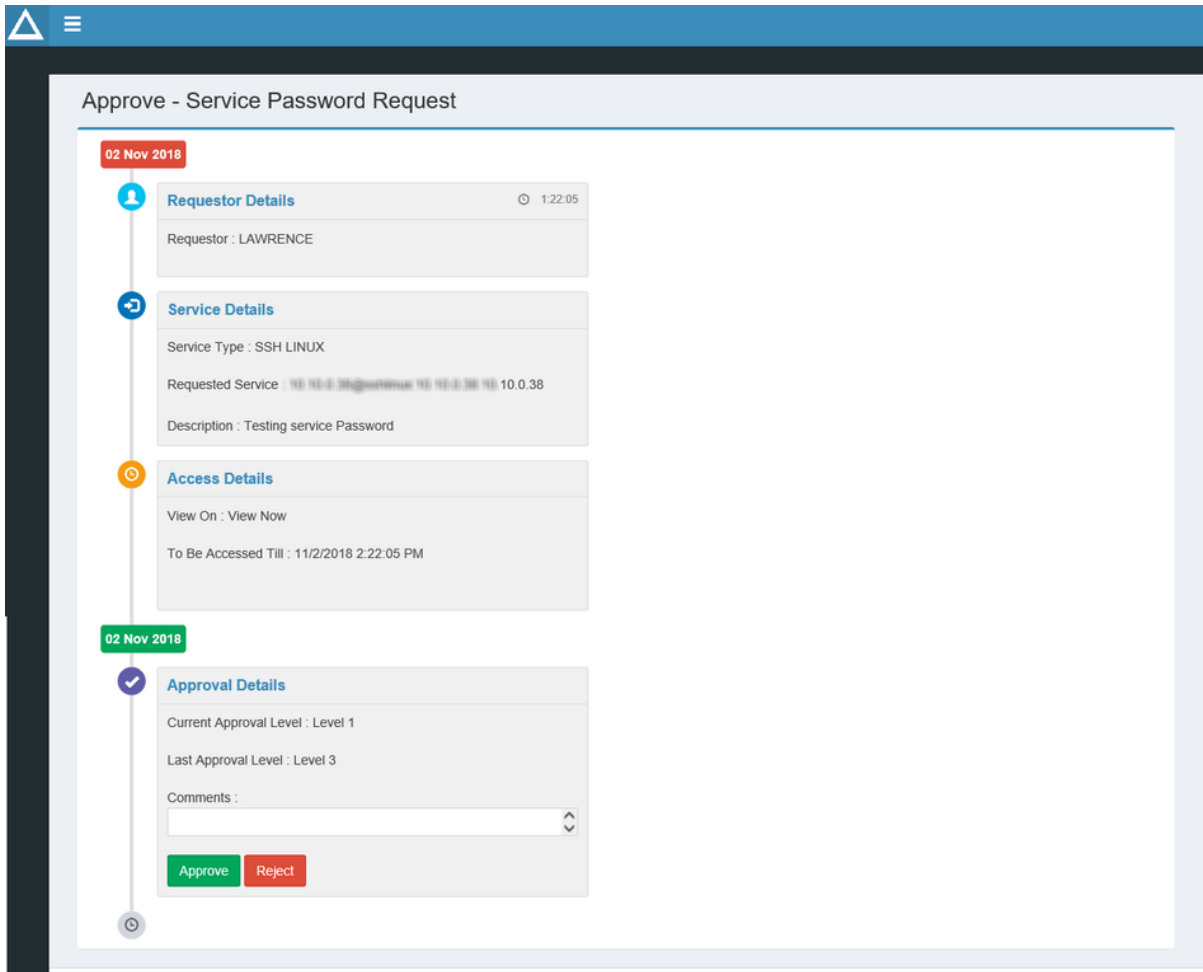 Approve - Service Password Request
02 Nov 2018
Requestor Details 1:22:05
Requestor : LAWRENCE
Service Details
Service Type : SSH LINUX
Requested Service : 10.0.38
Description : Testing service Password
Access Details
View On : View Now
To Be Accessed Till : 11/2/2018 2:22:05 PM
02 Nov 2018
Approval Details
Current Approval Level : Level 1
Last Approval Level : Level 3
Comments :
Approve Reject